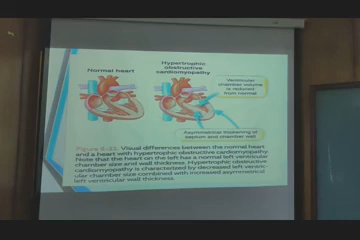 Normal heart
Hypertrophic
obstructive
cardiomyopathy
Ventricular
chamber volume
is reduced
from normal
Asymmetrical thickening of
septum and chamber wall
Visual differences between the normal heart
and a heart with hypertrophic obstructive cardiomyopathy.
Note that the heart on the left has a normal left ventricular
chamber size and wall thickness. Hypertrophic obstructive
cardiomyopathy is characterized by decreased left ventric-
ular chamber size combined with increased asymmetrical
left ventricular wall thickness.